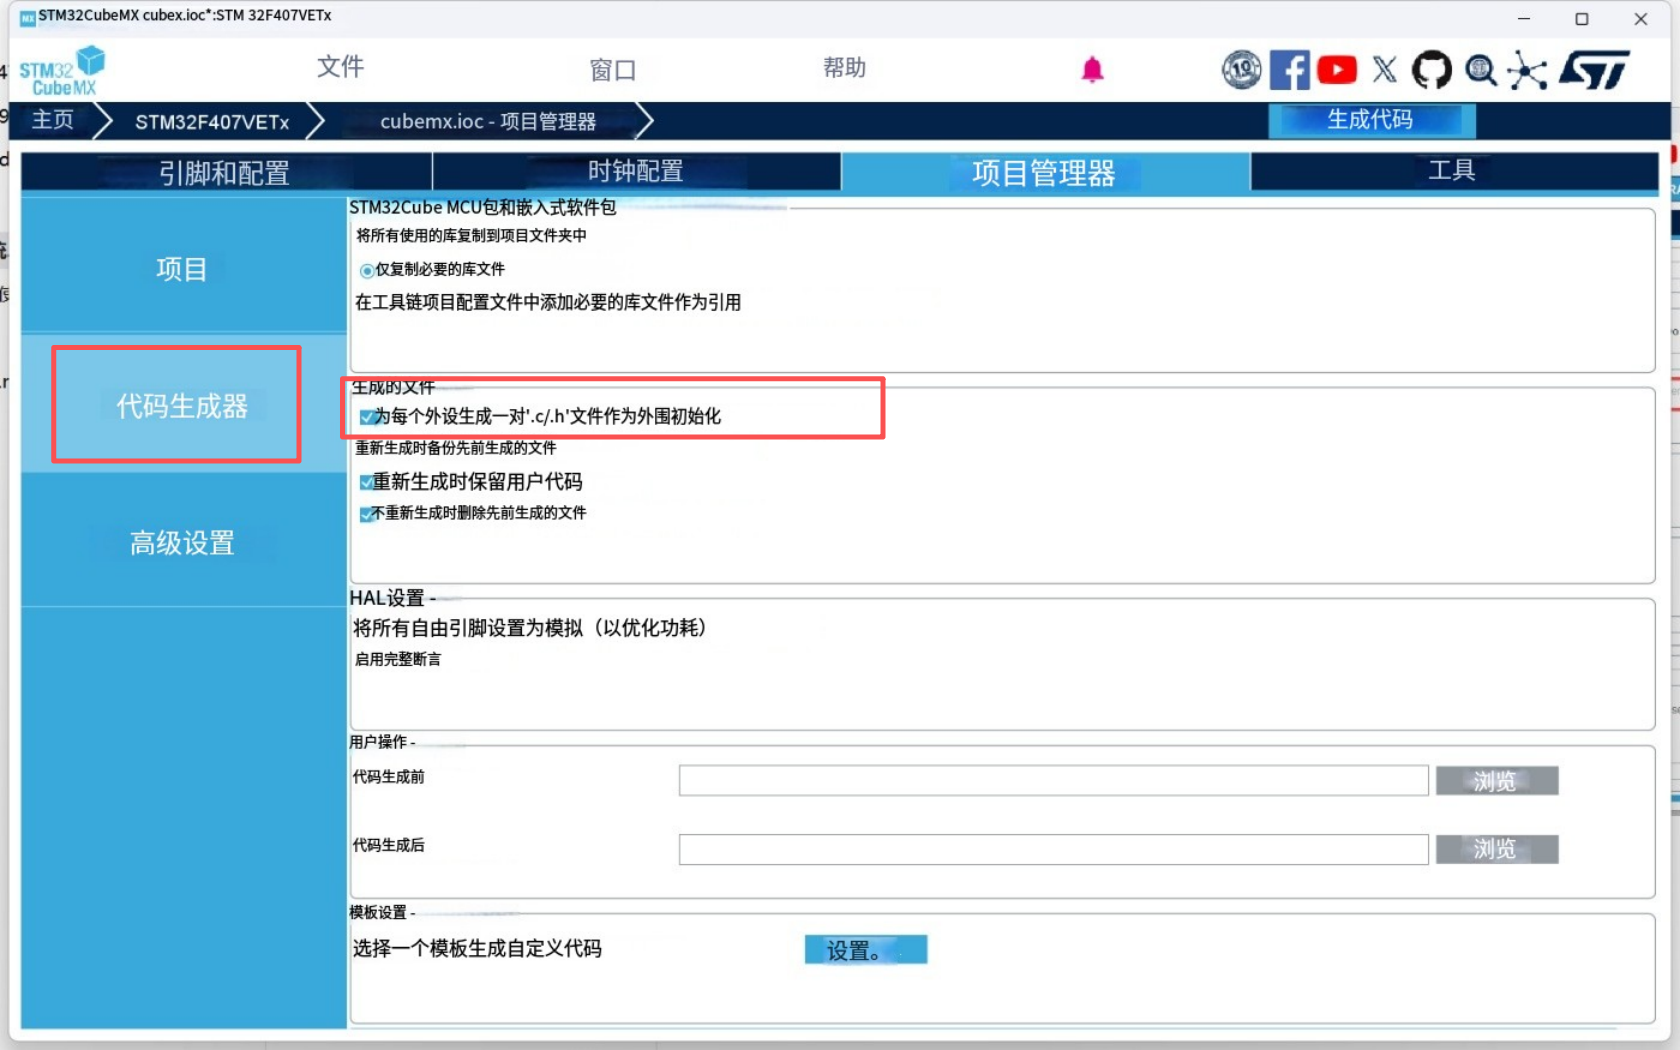 STM32CubeMX cubex.ioc*:STM 32F407VETx
STM32
CubeMX
文件
窗口
帮助
10
主页
STM32F407VETx
cubemx.ioc - 项目管理器
生成代码
引脚和配置
时钟配置
项目管理器
工具
项目
代码生成器
高级设置
STM32Cube MCU包和嵌入式软件包
将所有使用的库复制到项目文件夹中
仅复制必要的库文件
在工具链项目配置文件中添加必要的库文件作为引用
生成的文件
为每个外设生成一对'.c/.h'文件作为外围初始化
重新生成时备份先前生成的文件
重新生成时保留用户代码
不重新生成时删除先前生成的文件
HAL设置 -
将所有自由引脚设置为模拟（以优化功耗）
启用完整断言
用户操作 -
代码生成前
浏览
代码生成后
浏览
模板设置 -
选择一个模板生成自定义代码
设置。